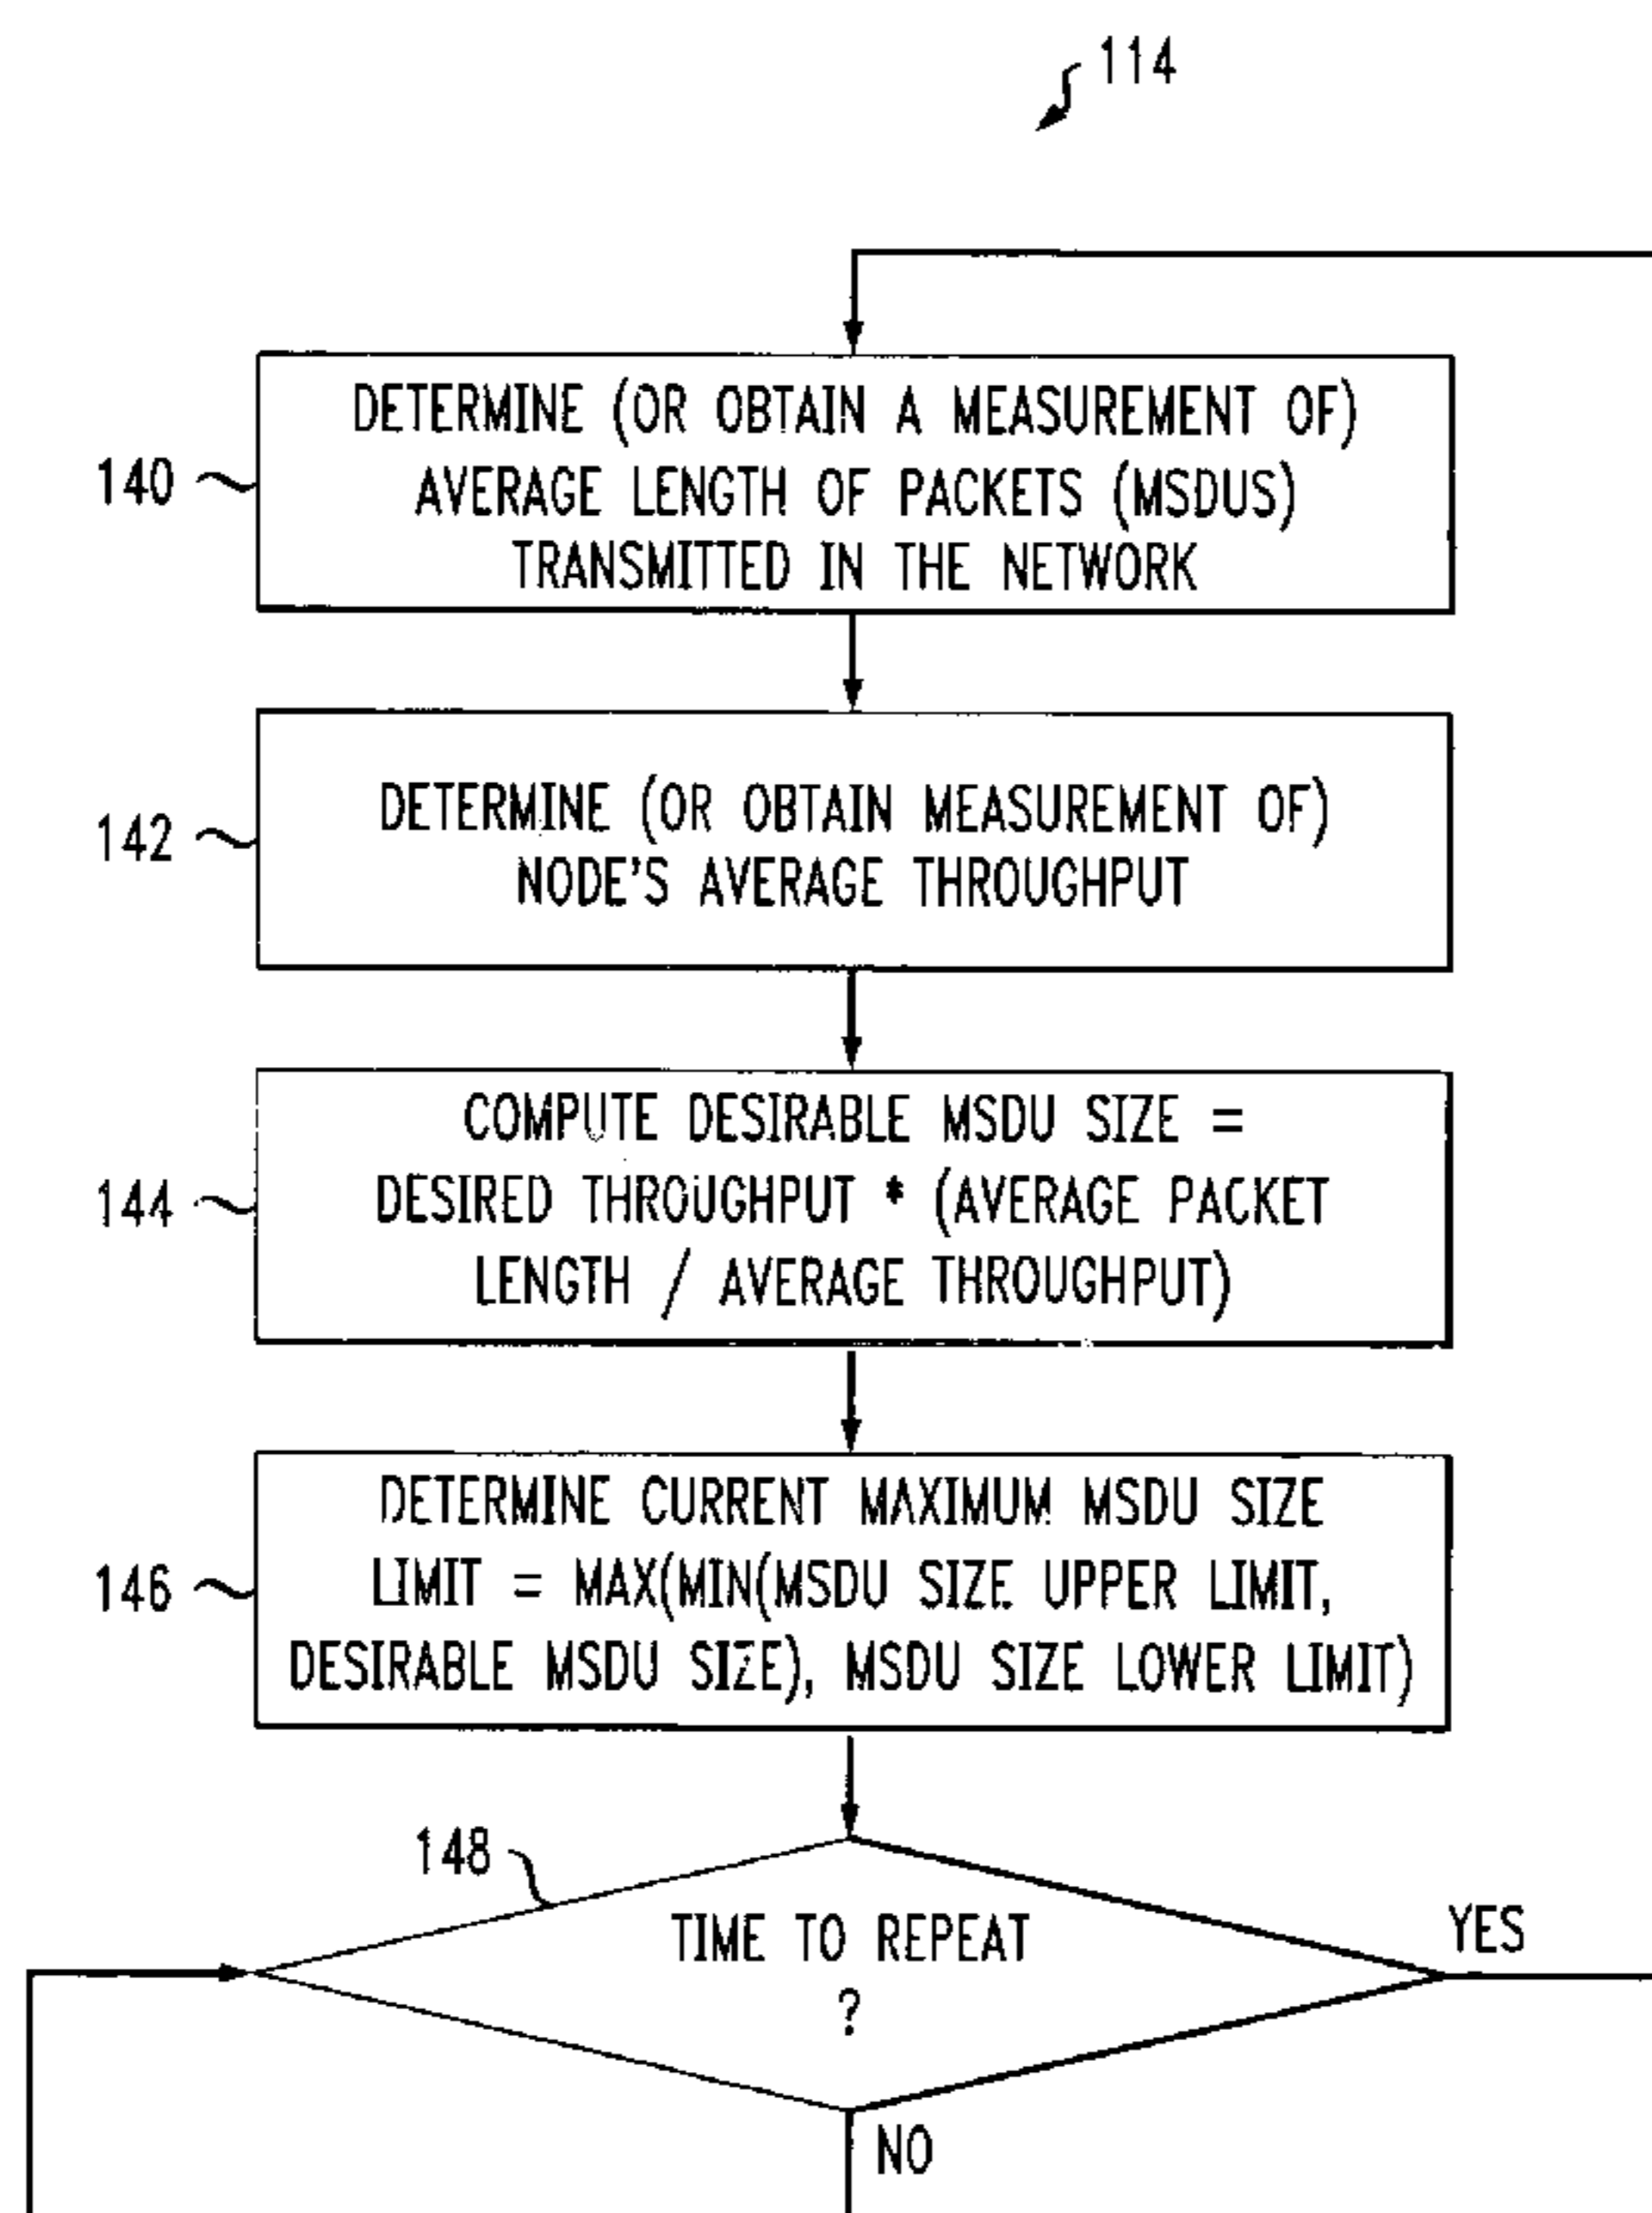 114
DETERMINE (OR OBTAIN A MEASUREMENT OF)
AVERAGE LENGTH OF PACKETS (MSDUS)
TRANSMITTED IN THE NETWORK
140
DETERMINE (OR OBTAIN MEASUREMENT OF)
NODE'S AVERAGE THROUGHPUT
142
COMPUTE DESIRABLE MSDU SIZE =
DESIRED THROUGHPUT * (AVERAGE PACKET
LENGTH / AVERAGE THROUGHPUT)
144
DETERMINE CURRENT MAXIMUM MSDU SIZE
LIMIT = MAX(MIN(MSDU SIZE UPPER LIMIT,
DESIRABLE MSDU SIZE), MSDU SIZE LOWER LIMIT)
146
148
TIME TO REPEAT
?
YES
NO